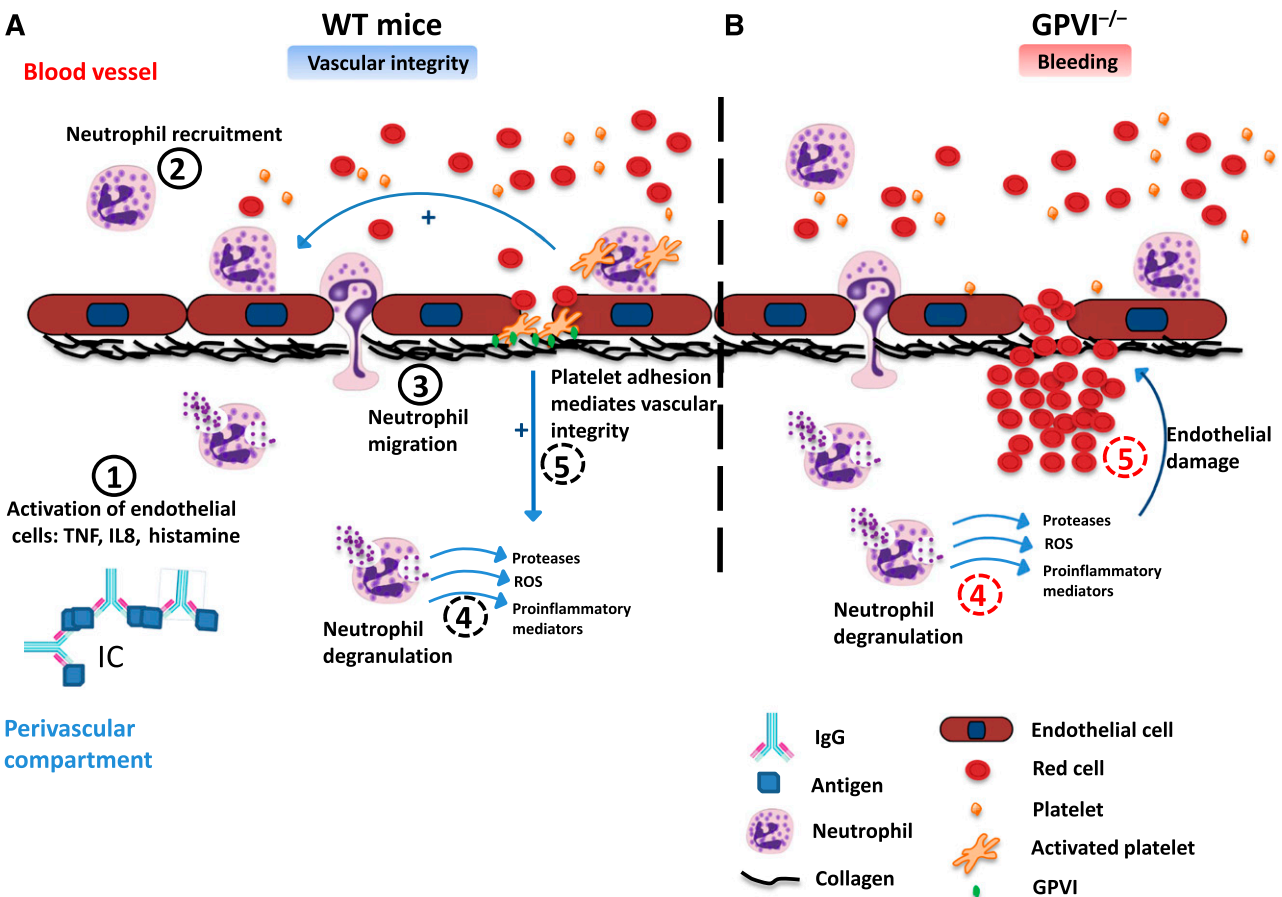 A
WT mice
Vascular integrity
Blood vessel
Neutrophil recruitment
2
+
3
Neutrophil
migration
Platelet adhesion
mediates vascular
integrity
+
5
1
Activation of endothelial
cells: TNF, IL8, histamine
IC
Neutrophil
degranulation
4
Proteases
ROS
Proinflammatory
mediators
Perivascular
compartment
B
GPVI–/–
Bleeding
5
Endothelial
damage
Neutrophil
degranulation
4
Proteases
ROS
Proinflammatory
mediators
IgG
Antigen
Neutrophil
Collagen
Endothelial cell
Red cell
Platelet
Activated platelet
GPVI